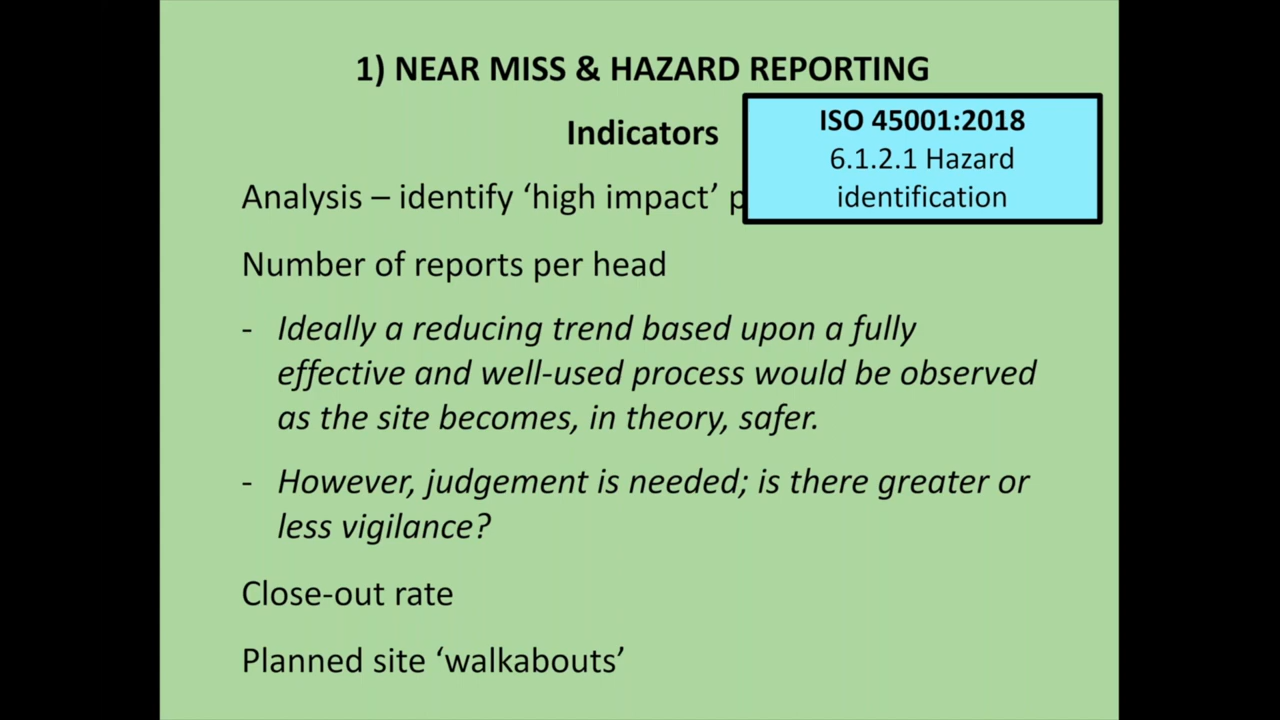 1) NEAR MISS & HAZARD REPORTING
Indicators
ISO 45001:2018
6.1.2.1 Hazard
identification
Analysis – identify ‘high impact’
Number of reports per head
- Ideally a reducing trend based upon a fully
effective and well-used process would be observed
as the site becomes, in theory, safer.
- However, judgement is needed; is there greater or
less vigilance?
Close-out rate
Planned site ‘walkabouts’